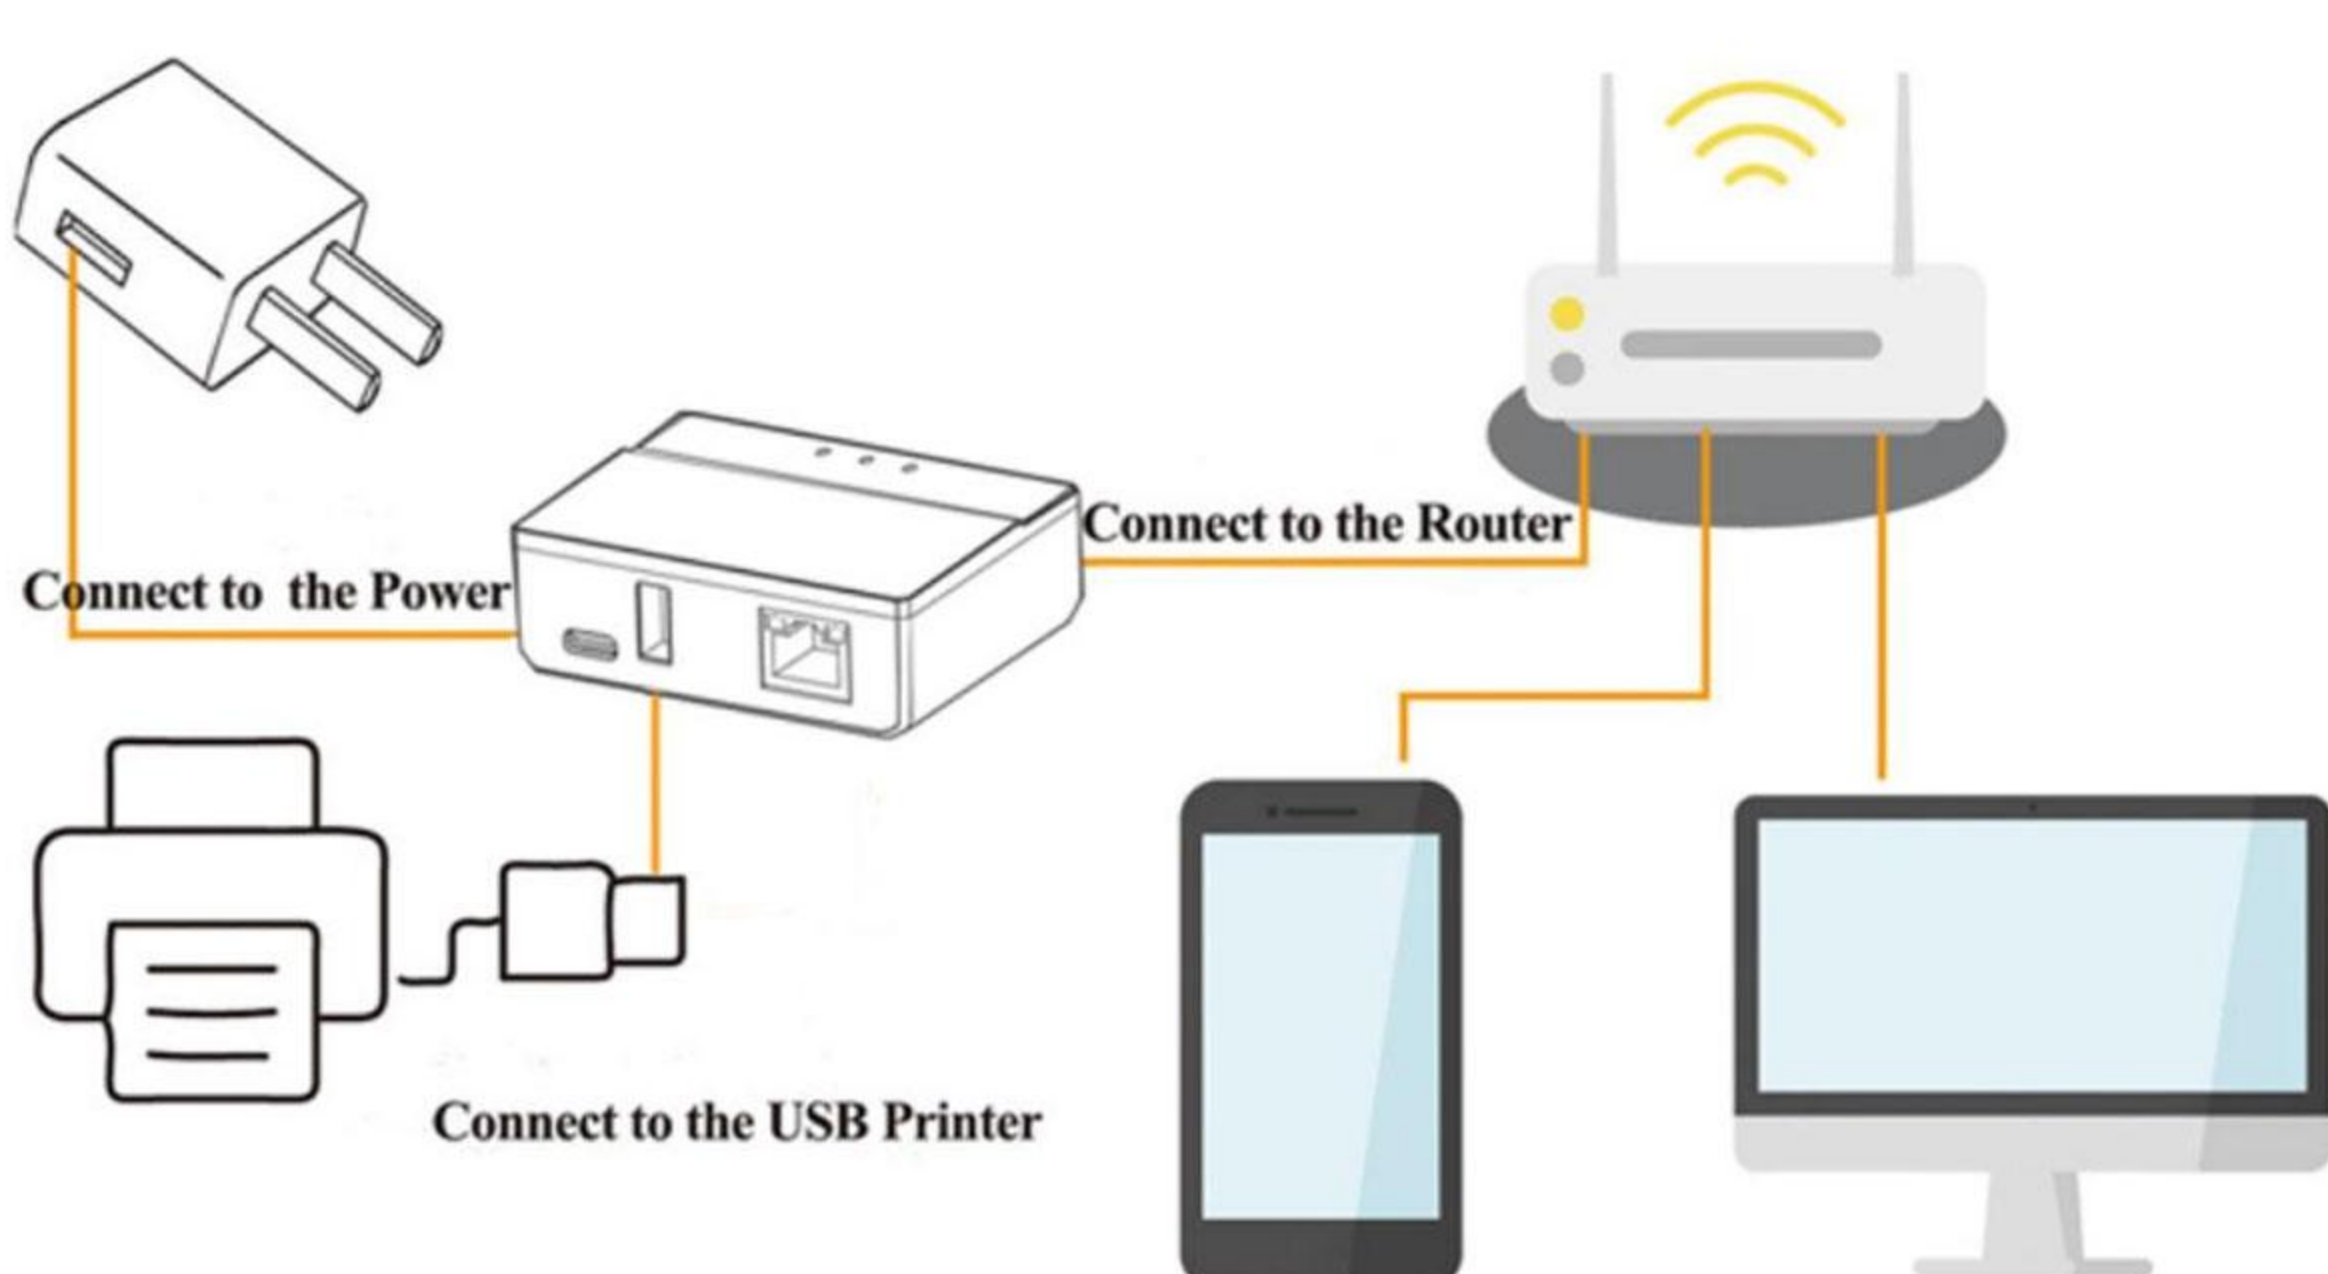 Connect to the Router
Connect to  the Power
Connect to the USB Printer